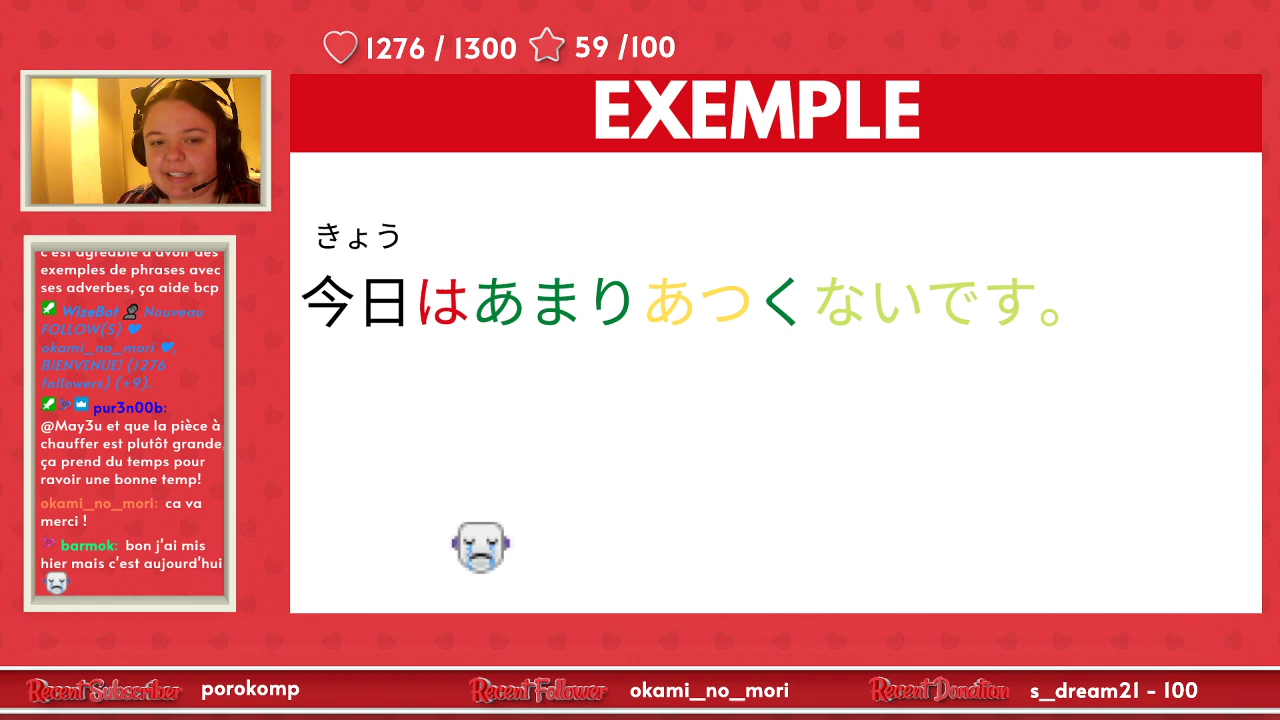 1276 / 1300 59 /100
EXEMPLE
きょう
今日はあまりあつくないです。
c'est agréable d'avoir des
exemples de phrases avec
ses adverbes, ça aide bcp
WizeBot Nouveau
FOLLOW(S)
okami_no_mori ,
BIENVENUE! (1276
followers) (+9).
pur3n00b:
@May3u et que la pièce à
chauffer est plutôt grande,
ça prend du temps pour
ravoir une bonne temp!
okami_no_mori: ca va
merci !
barmok: bon j'ai mis
hier mais c'est aujourd'hui
Recent Subscriber porokomp Recent Follower okami_no_mori Recent Donation s_dream21 - 100